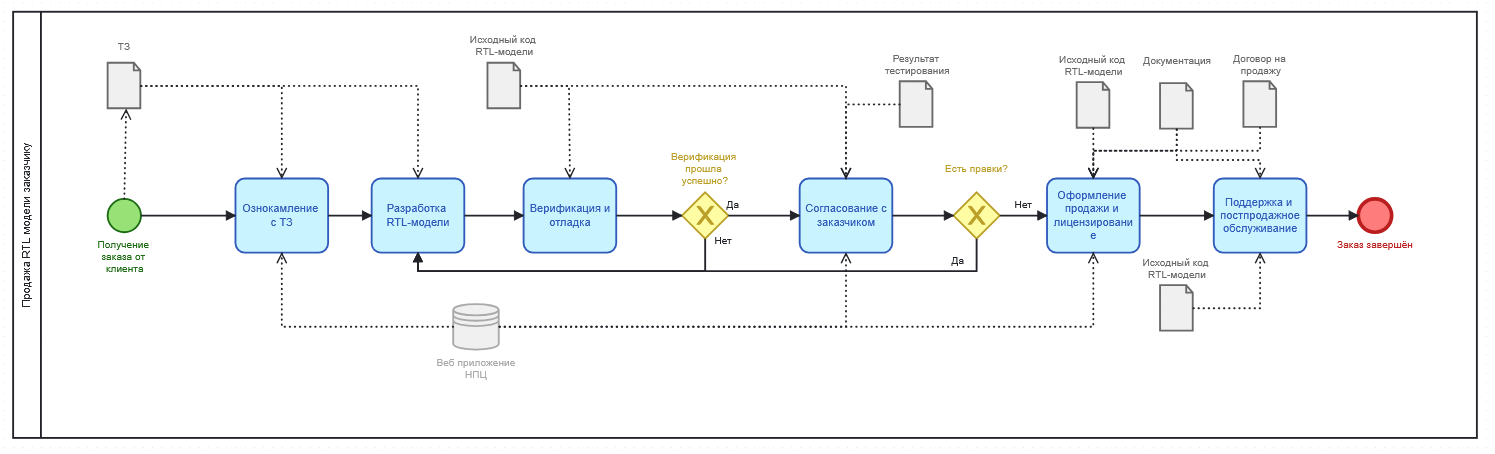 Продажа RTL модели заказчику
ТЗ
Исходный код
RTL-модели
Результат
тестирования
Исходный код
RTL-модели
Документация
Договор на
продажу
Получение
заказа от
клиента
Ознокамление
с ТЗ
Разработка
RTL-модели
Верификация и
отладка
Верификация
прошла
успешно?
Да
Нет
Согласование с
заказчиком
Есть правки?
Нет
Да
Оформление
продажи и
лицензировани
е
Поддержка и
постпродажное
обслуживание
Заказ завершён
Исходный код
RTL-модели
Веб приложение
НПЦ